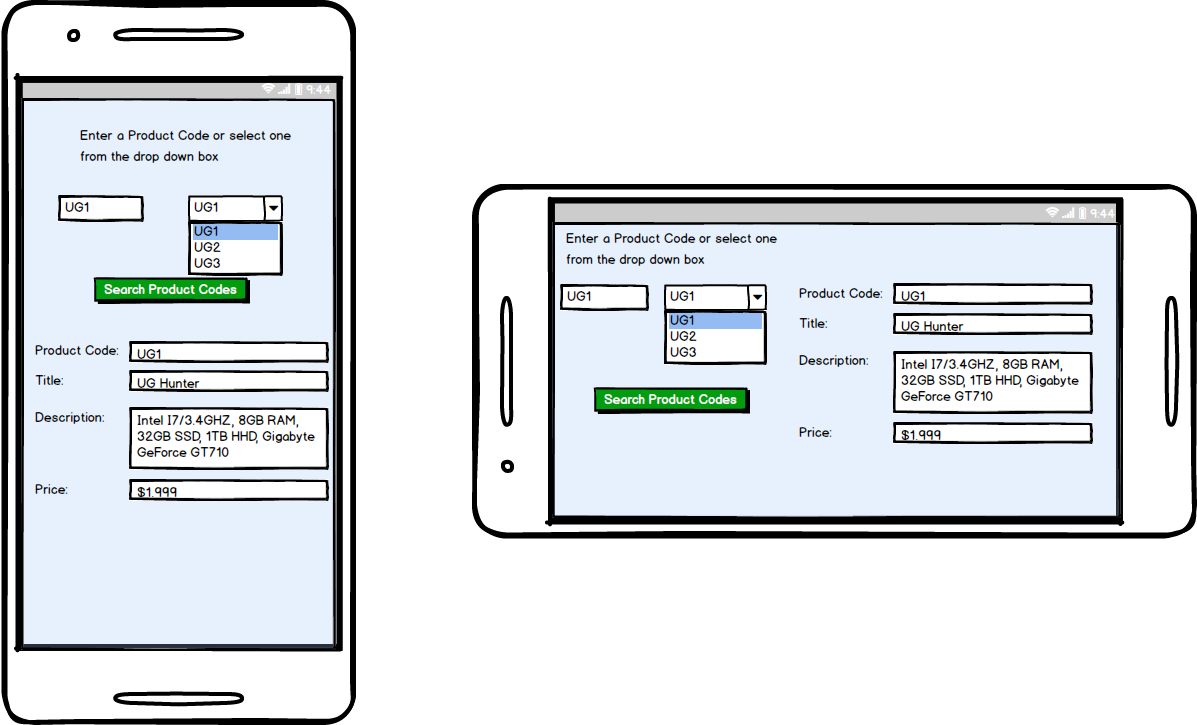 9:44
Enter a Product Code or select one
from the drop down box
UG1
UG1
UG1
UG2
UG3
Search Product Codes
Product Code:
UG1
Title:
UG Hunter
Description:
Intel I7/3.4GHZ, 8GB RAM,
32GB SSD, 1TB HHD, Gigabyte
GeForce GT710
Price:
$1.999
9:44
Enter a Product Code or select one
from the drop down box
UG1
UG1
UG1
UG2
UG3
Search Product Codes
Product Code:
UG1
Title:
UG Hunter
Description:
Intel I7/3.4GHZ, 8GB RAM,
32GB SSD, 1TB HHD, Gigabyte
GeForce GT710
Price:
$1.999